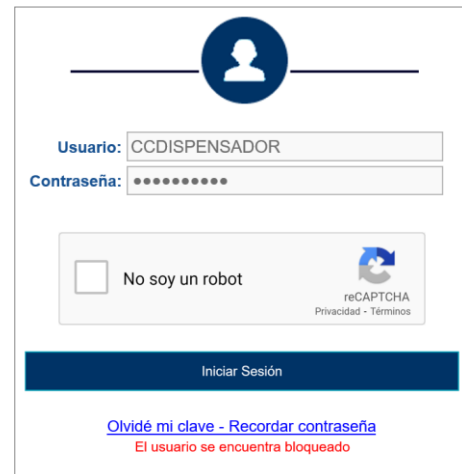 Usuario: CCDISPENSADOR
Contraseña: ••••••••••
No soy un robot
reCAPTCHA
Privacidad - Términos
Iniciar Sesión
Olvidé mi clave - Recordar contraseña
El usuario se encuentra bloqueado